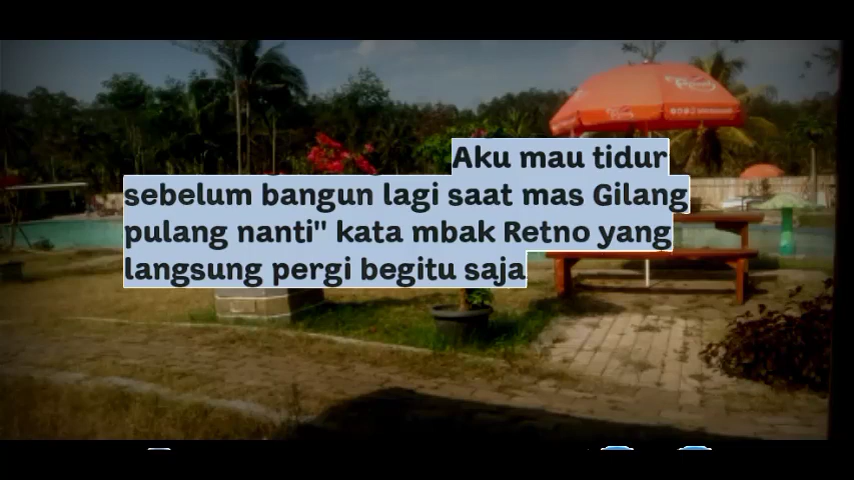 Aku mau tidur
sebelum bangun lagi saat mas Gilang
pulang nanti" kata mbak Retno yang
langsung pergi begitu saja